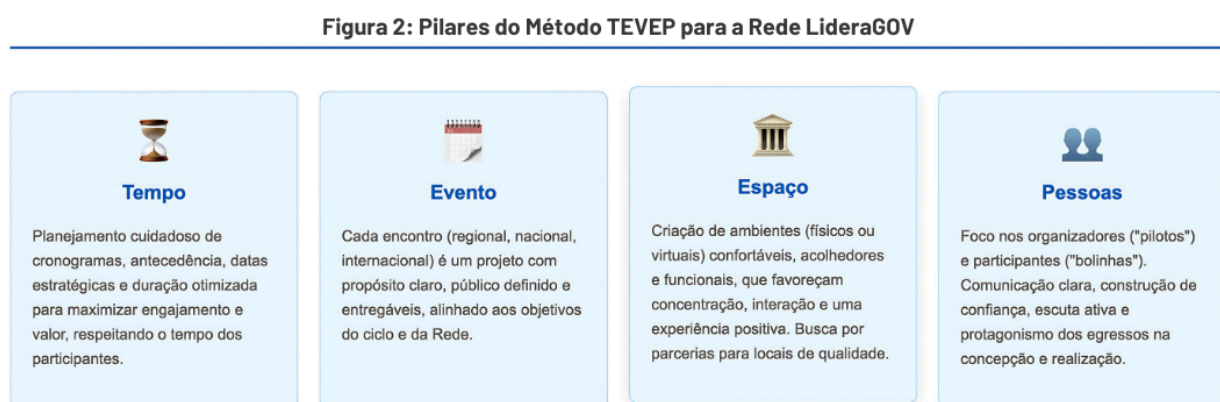 Figura 2: Pilares do Método TEVEP para a Rede LideraGOV
Tempo
Planejamento cuidadoso de
cronogramas, antecedência, datas
estratégicas e duração otimizada
para maximizar engajamento e
valor, respeitando o tempo dos
participantes.
Evento
Cada encontro (regional, nacional,
internacional) é um projeto com
propósito claro, público definido e
entregáveis, alinhado aos objetivos
do ciclo e da Rede.
Espaço
Criação de ambientes (físicos ou
virtuais) confortáveis, acolhedores
e funcionais, que favoreçam
concentração, interação e uma
experiência positiva. Busca por
parcerias para locais de qualidade.
Pessoas
Foco nos organizadores ("pilotos")
e participantes ("bolinhas").
Comunicação clara, construção de
confiança, escuta ativa e
protagonismo dos egressos na
concepção e realização.